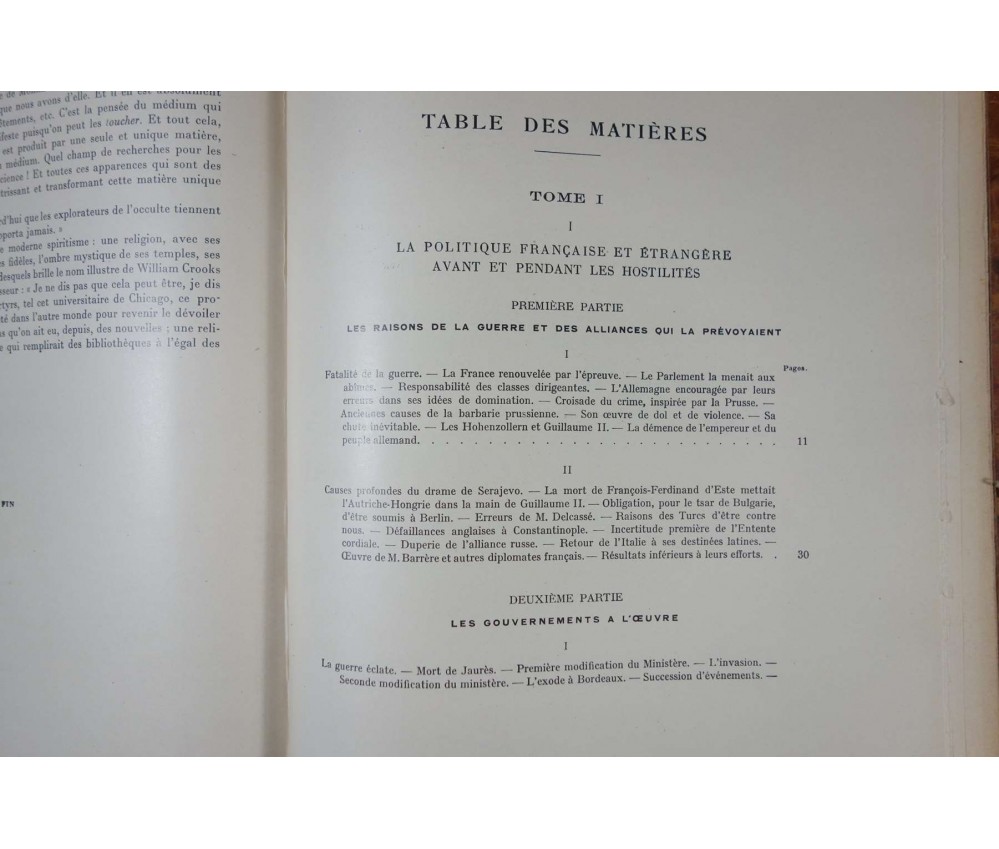 que nous avons d'elle. Et il en est absolument
etc. C'est la pensée du médium qui
puisqu'on peut les toucher. Et tout cela,
est produit par une seule et unique matière,
médium. Quel champ de recherches pour les
! Et toutes ces apparences qui sont des
et transformant cette matière unique
que les explorateurs de l'occulte tiennent
jamais. »
moderne spiritisme : une religion, avec ses
fidèles, l'ombre mystique de ses temples, ses
desquels brille le nom illustre de William Crooks
: « Je ne dis pas que cela peut être, je dis
tel cet universitaire de Chicago, ce pro-
dans l'autre monde pour revenir le dévoiler
qu'on ait eu, depuis, des nouvelles ; une reli-
qui remplirait des bibliothéques à l'égal des
FIN
TABLE DES MATIÈRES
TOME I
I
LA POLITIQUE FRANÇAISE ET ÉTRANGÈRE
AVANT ET PENDANT LES HOSTILITÉS
PREMIÈRE PARTIE
LES RAISONS DE LA GUERRE ET DES ALLIANCES QUI LA PRÉVOYAIENT
I
Pages.
Fatalité de la guerre. — La France renouvelée par l'épreuve. — Le Parlement la menait aux
abîmes. — Responsabilité des classes dirigeantes. — L'Allemagne encouragée par leurs
erreurs dans ses idées de domination. — Croisade du crime, inspirée par la Prusse. —
Anciennes causes de la barbarie prussienne. — Son œuvre de dol et de violence. — Sa
chute inévitable. — Les Hohenzollern et Guillaume II. — La démence de l'empereur et du
peuple allemand. . . . . . . . . . . . . . . . . . . . . . . . . . . 11
II
Causes profondes du drame de Serajevo. — La mort de François-Ferdinand d'Este mettait
l'Autriche-Hongrie dans la main de Guillaume II. — Obligation, pour le tsar de Bulgarie,
d'être soumis à Berlin. — Erreurs de M. Delcassé. — Raisons des Turcs d'être contre
nous. — Défaillances anglaises à Constantinople. — Incertitude première de l'Entente
cordiale. — Duperie de l'alliance russe. — Retour de l'Italie à ses destinées latines. —
Œuvre de M. Barrère et autres diplomates français. — Résultats inférieurs à leurs efforts. . 30
DEUXIÈME PARTIE
LES GOUVERNEMENTS A L'ŒUVRE
I
La guerre éclate. — Mort de Jaurès. — Première modification du Ministère. — L'invasion. —
Seconde modification du ministère. — L'exode à Bordeaux. — Succession d'événements. —